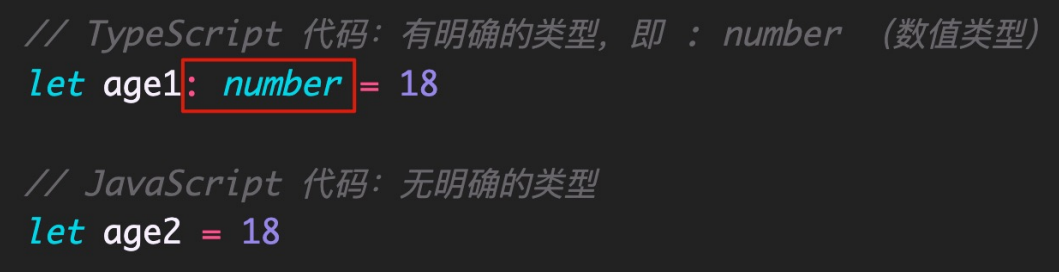 // TypeScript 代码：有明确的类型，即 : number （数值类型）
let age1: number = 18
// JavaScript 代码：无明确的类型
let age2 = 18